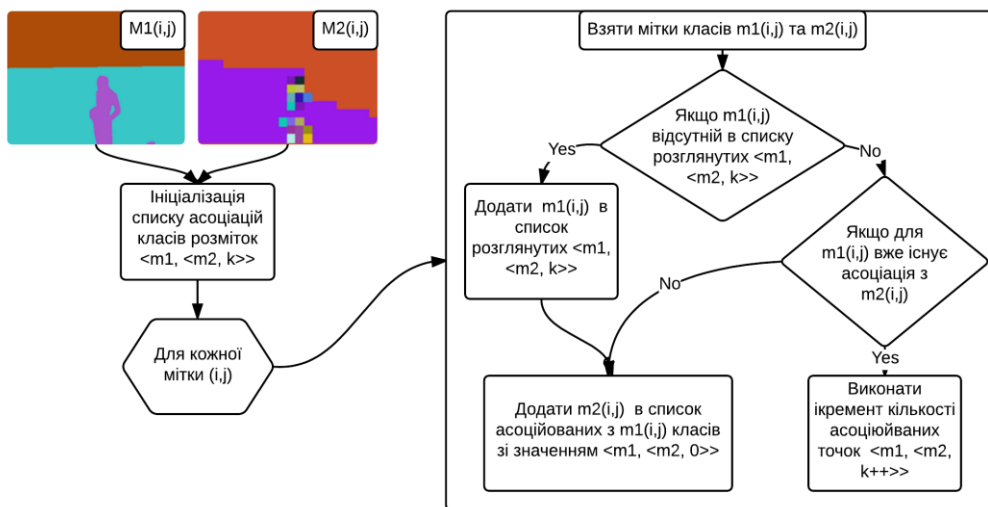 M1(i,j)
M2(i,j)
Ініціалізація
списку асоціацій
класів розміток
<m1, <m2, k>>
Для кожної
мітки (i,j)
Взяти мітки класів m1(i,j) та m2(i,j)
Якщо m1(i,j)
відсутній в списку
розглянутих <m1,
<m2, k>>
Yes
No
Додати m1(i,j) в
список
розглянутих <m1,
<m2, k>>
Якщо для
m1(i,j) вже існує
асоціація з
m2(i,j)
No
Yes
Додати m2(i,j) в список
асоційованих з m1(i,j) класів
зі значенням <m1, <m2, 0>>
Виконати
ікремент кількості
асоціюйваних
точок <m1, <m2,
k++>>